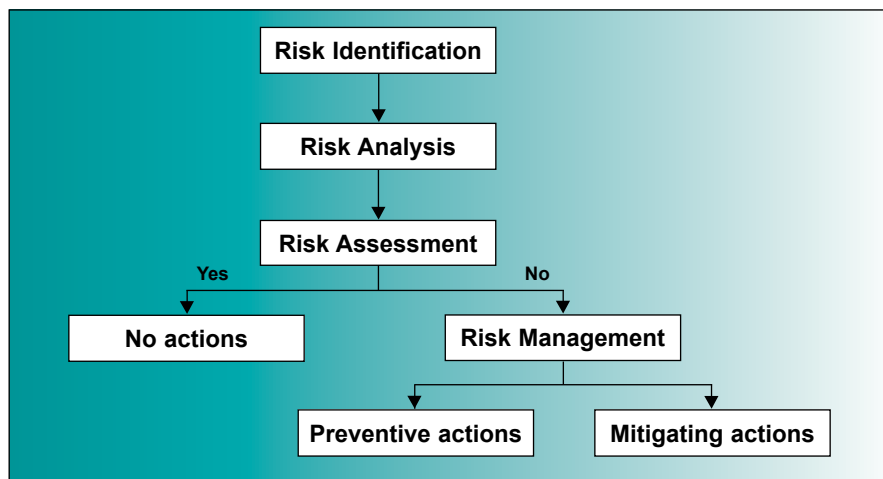 Risk Identification
Risk Analysis
Risk Assessment
Yes
No
No actions
Risk Management
Preventive actions
Mitigating actions